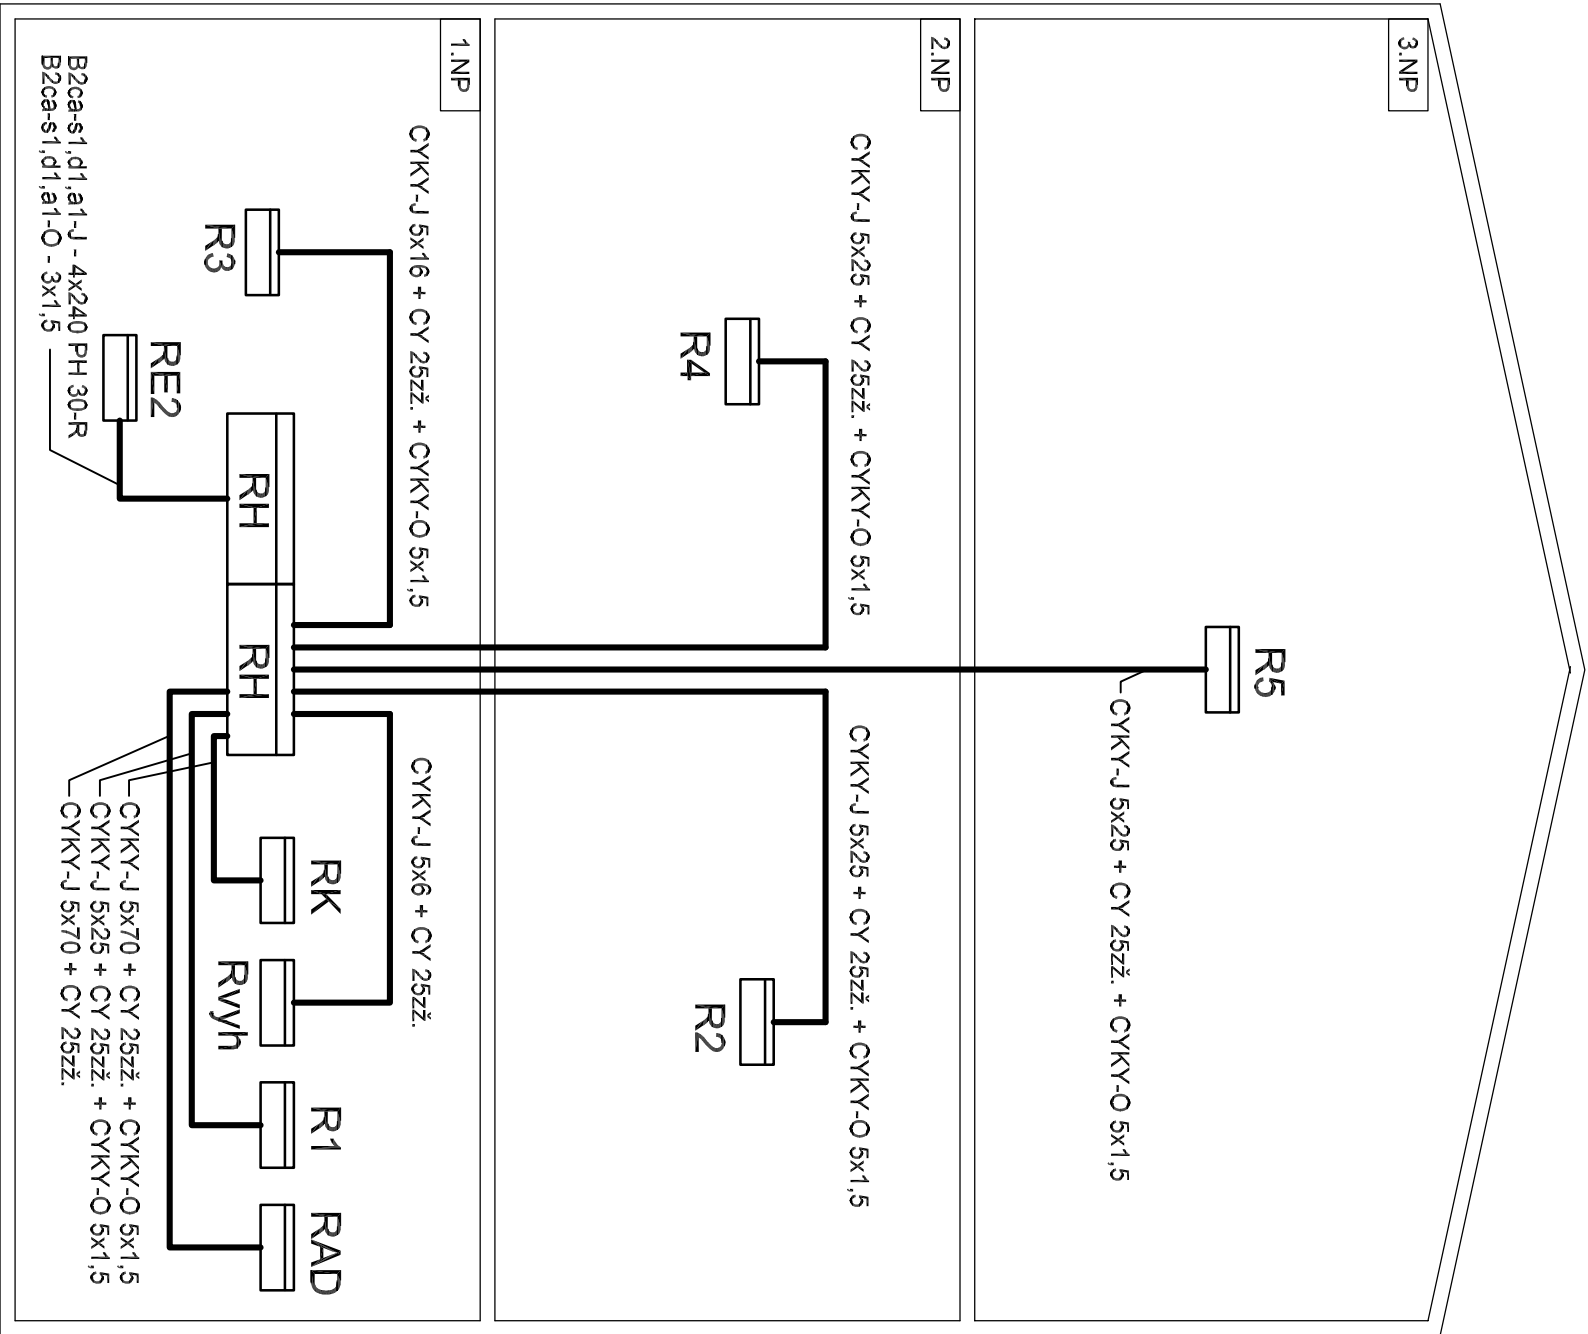 3.NP
R5
CYKY-J 5x25 + CY 25zž. + CYKY-O 5x1,5
2.NP
CYKY-J 5x25 + CY 25zž. + CYKY-O 5x1,5
CYKY-J 5x25 + CY 25zž. + CYKY-O 5x1,5
R4
R2
1.NP
CYKY-J 5x16 + CY 25zž. + CYKY-O 5x1,5
CYKY-J 5x6 + CY 25zž.
R3
RE2
RH
RH
RK
Rvyh
R1
RAD
B2ca-s1,d1,a1-J - 4x240 PH 30-R
B2ca-s1,d1,a1-O - 3x1,5
CYKY-J 5x70 + CY 25zž. + CYKY-O 5x1,5
CYKY-J 5x25 + CY 25zž. + CYKY-O 5x1,5
CYKY-J 5x70 + CY 25zž.